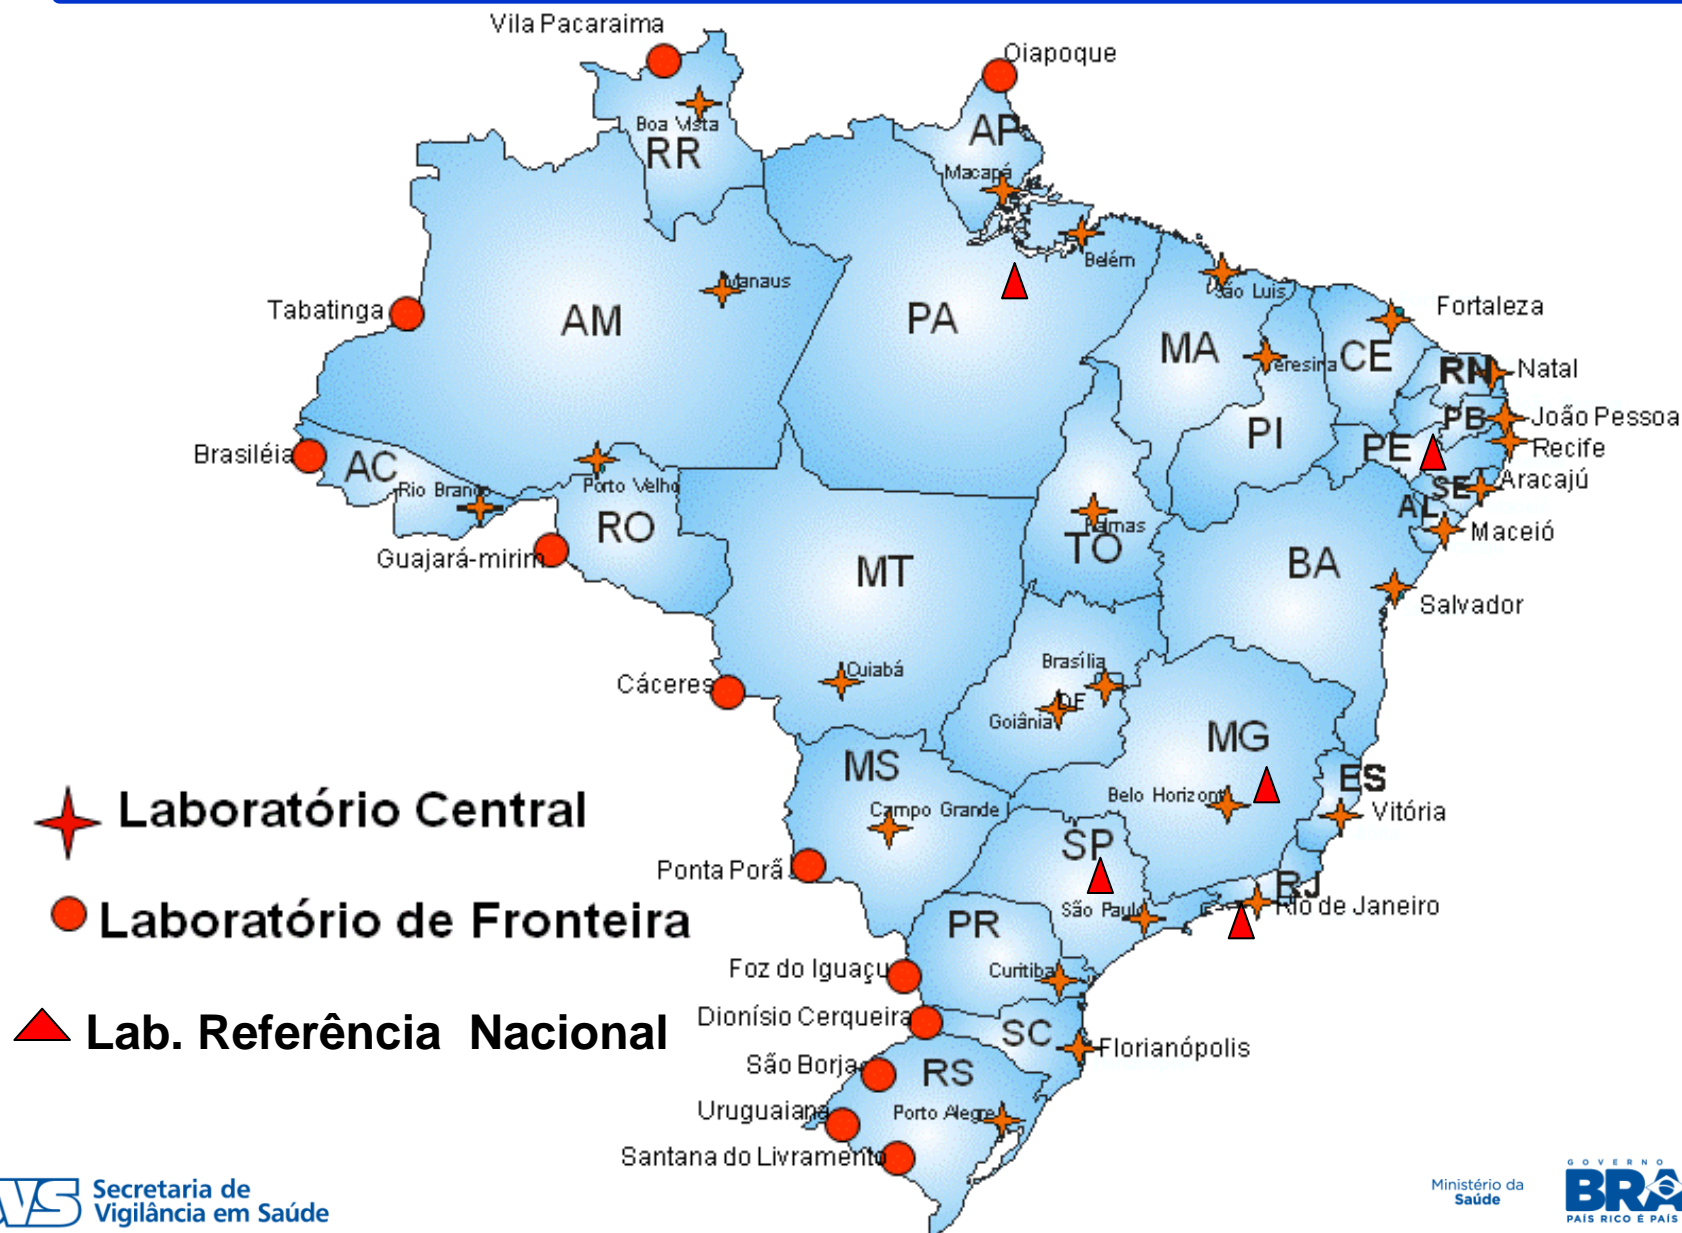 Vila Pacaraima
Oiapoque
Boa Vista
RR
AP
Macapá
Belém
Manaus
São Luis
Tabatinga
AM
PA
Fortaleza
MA
CE
Teresina
RN
Natal
PB
João Pessoa
PI
PE
Recife
Brasiléia
AC
Rio Branco
Porto Velho
SE
Aracajú
AL
Maceió
RO
Palmas
TO
Guajará-mirim
MT
BA
Salvador
Cuiabá
Brasília
DF
Goiânia
Cáceres
MG
MS
ES
Belo Horizont
Vitória
Campo Grande
Laboratório Central
SP
Ponta Porã
RJ
São Paulo
Rio de Janeiro
Laboratório de Fronteira
PR
Foz do Iguaçu
Curitiba
Dionísio Cerqueira
SC
Lab. Referência Nacional
Florianópolis
São Borja
RS
Uruguaiana
Porto Alegre
Santana do Livramento
SVS
Secretaria de
Vigilância em Saúde
Ministério da
Saúde
GOVERNO
BRA
PAÍS RICO É PAÍS